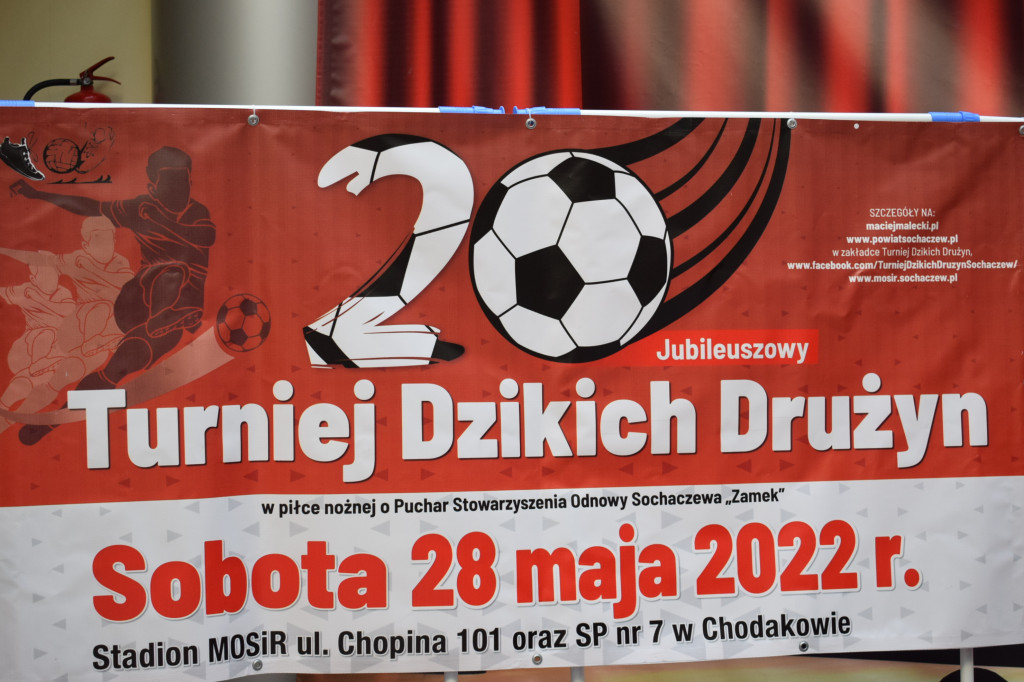 20
SZCZEGÓŁY NA:
maciejmalecki.pl
www.powiatsochaczew.pl
w zakładce Turniej Dzikich Drużyn,
www.facebook.com/TurniejDzikichDruzynSochaczew/
www.mosir.sochaczew.pl
Jubileuszowy
Turniej Dzikich Drużyn
w piłce nożnej o Puchar Stowarzyszenia Odnowy Sochaczewa „Zamek”
Sobota 28 maja 2022 r.
Stadion MOSiR ul. Chopina 101 oraz SP nr 7 w Chodakowie